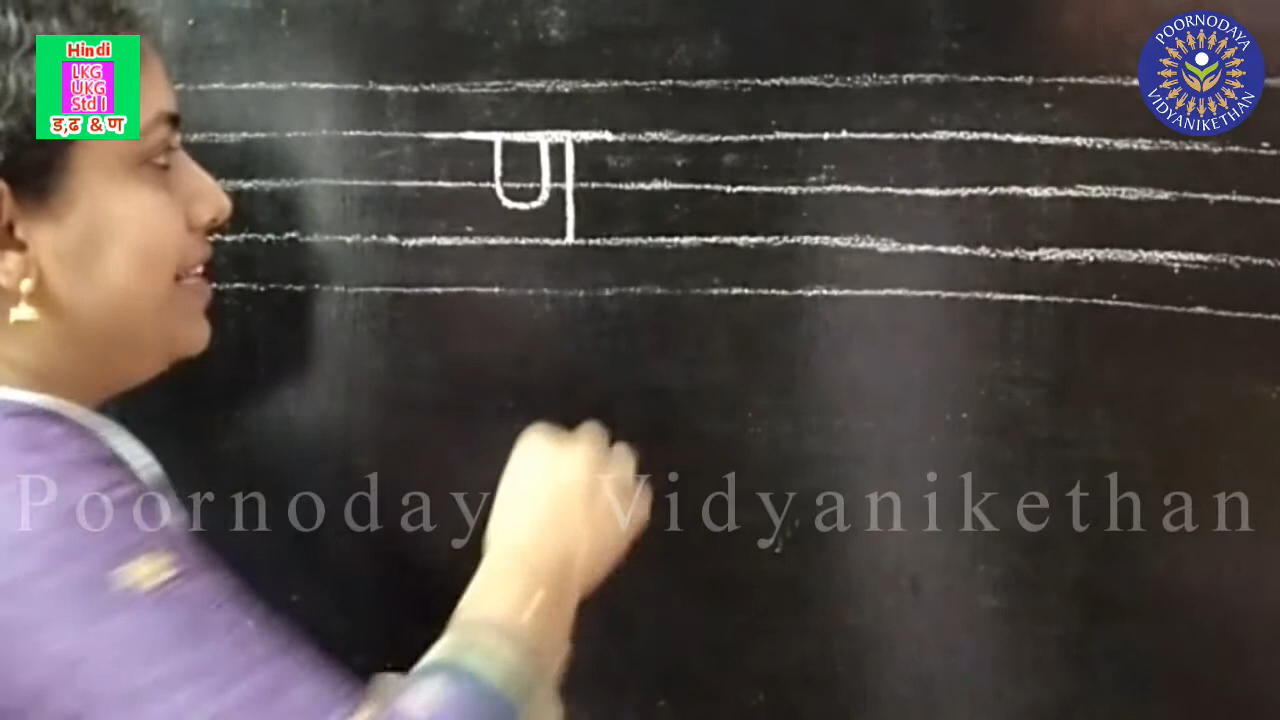 Hindi
LKG
UKG
Std I
ड,ढ & ण
POORNODAYA
VIDYANIKETHAN
ण
Poornodaya Vidyanikethan